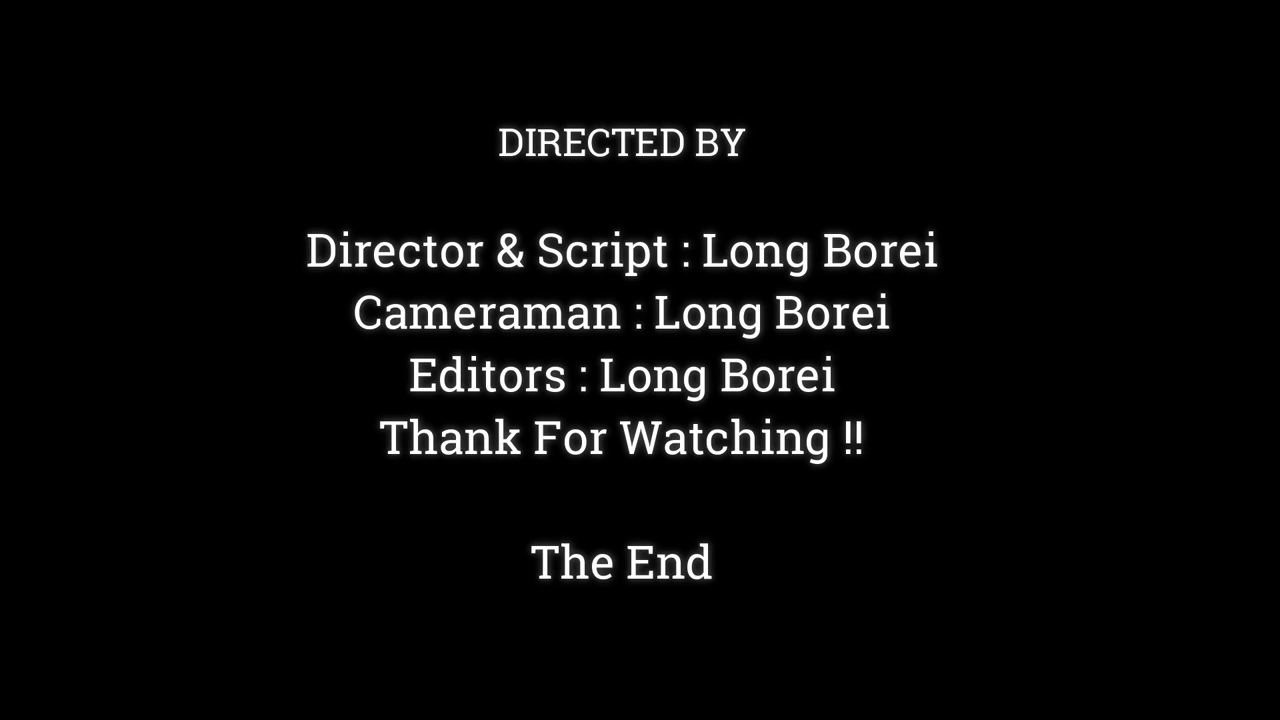 DIRECTED BY
Director & Script : Long Borei
Cameraman : Long Borei
Editors : Long Borei
Thank For Watching !!
The End